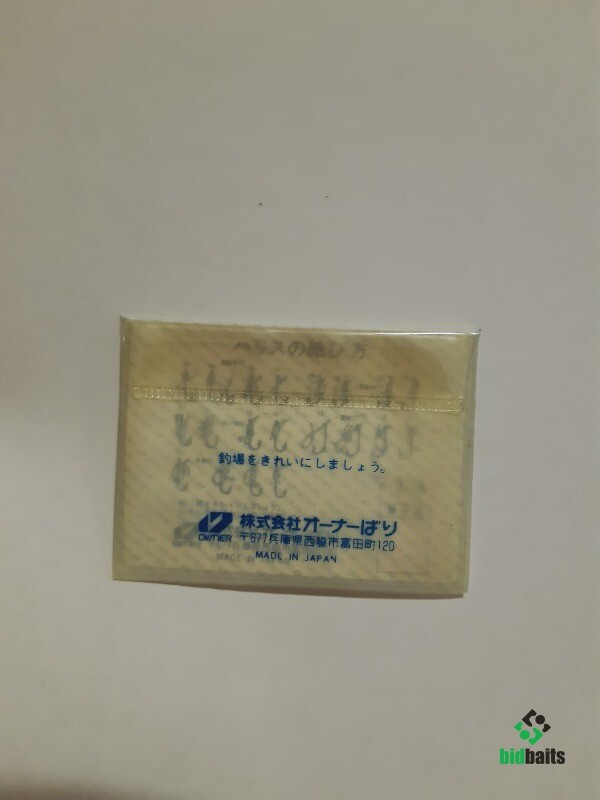 ハリスの結び方
釣場をきれいにしましょう。
OWNER
株式会社オーナーばり
〒677兵庫県西脇市富田町120
MADE IN JAPAN
bidbaits